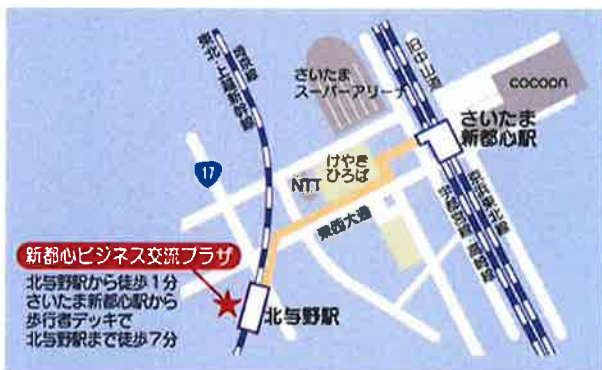 埼京線
東北・上越新幹線
さいたま
スーパーアリーナ
旧中山道
cocoon
さいたま
新都心駅
17
けやき
ひろば
NTT
東西大通
京浜東北線
宇都宮線・高崎線
新都心ビジネス交流プラザ
北与野駅から徒歩1分
さいたま新都心駅から
歩行者デッキで
北与野駅まで徒歩7分
北与野駅